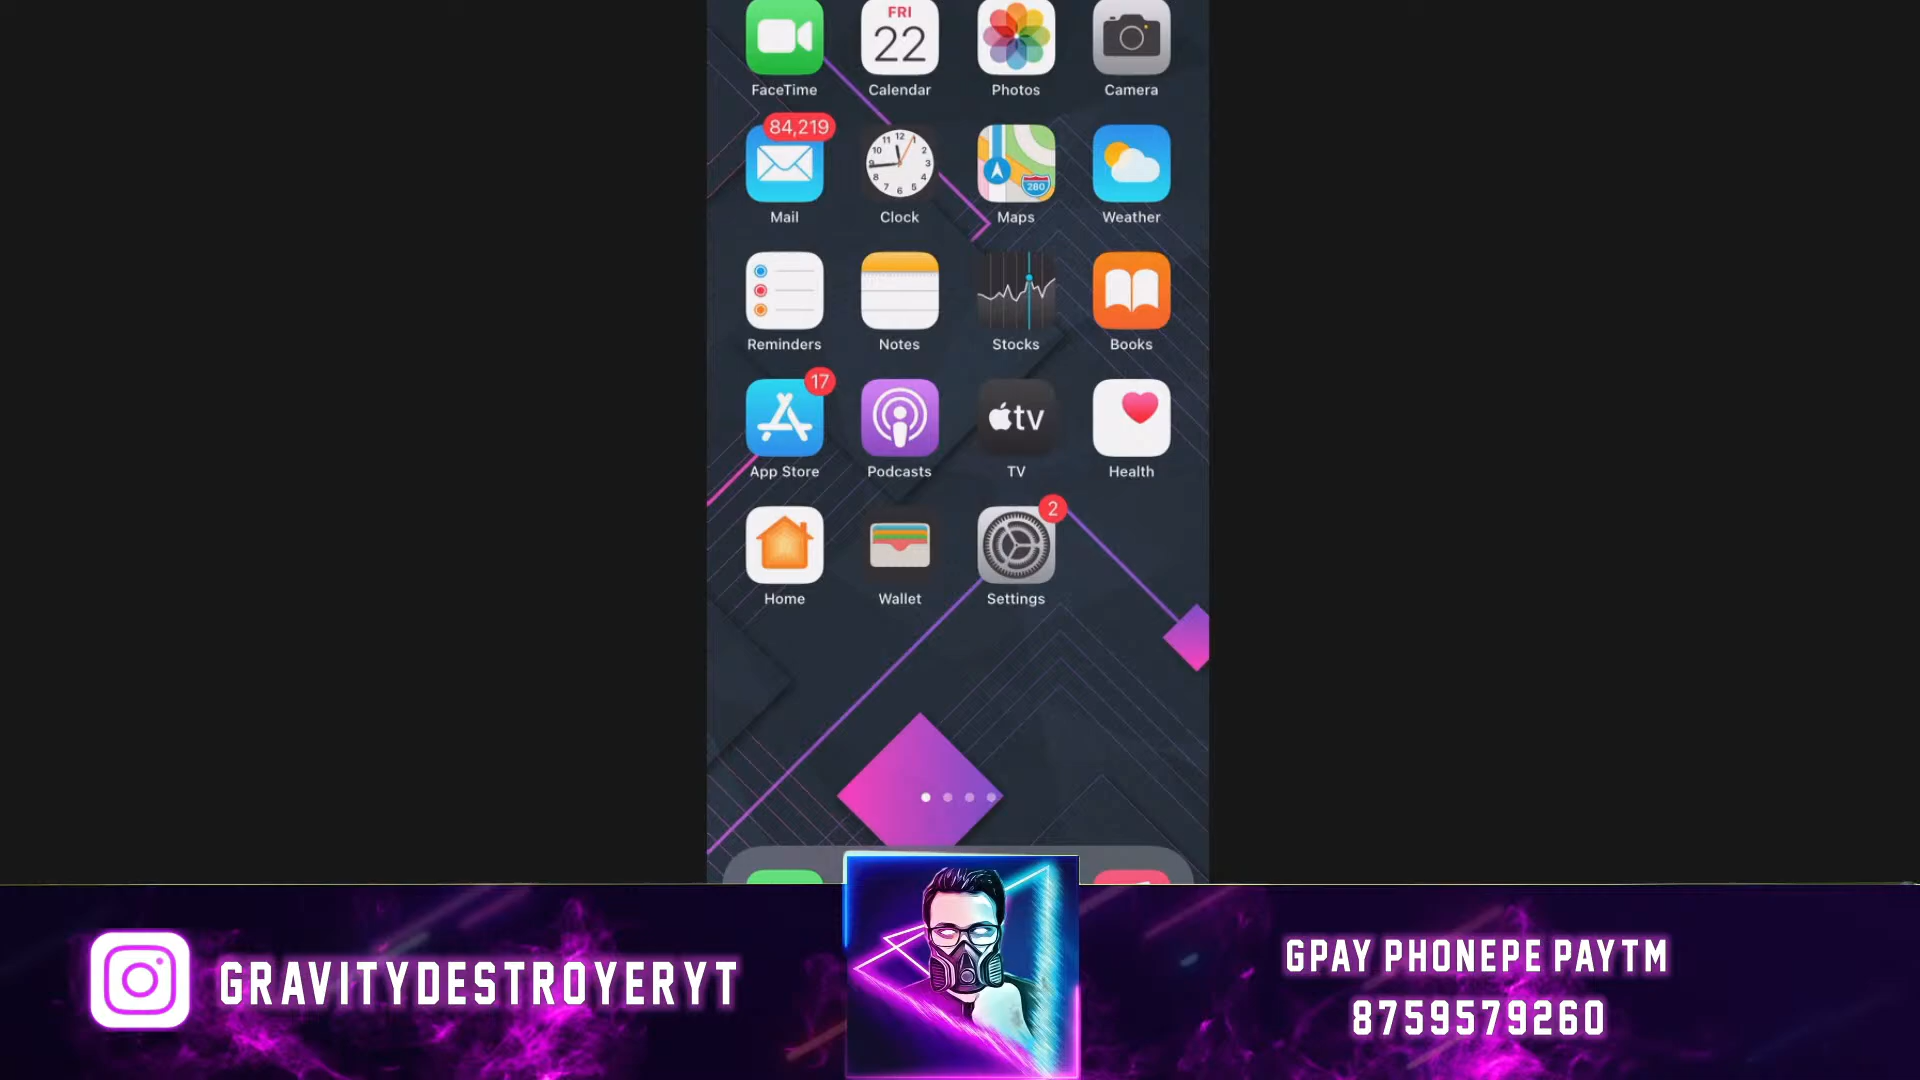 FRI
22
FaceTime Calendar Photos Camera
84,219
12
280
Mail Clock Maps Weather
Reminders Notes Stocks Books
17
tv
App Store Podcasts TV Health
2
Home Wallet Settings
GRAVITYDESTROYERYT
GPAY PHONEPE PAYTM
8759579260